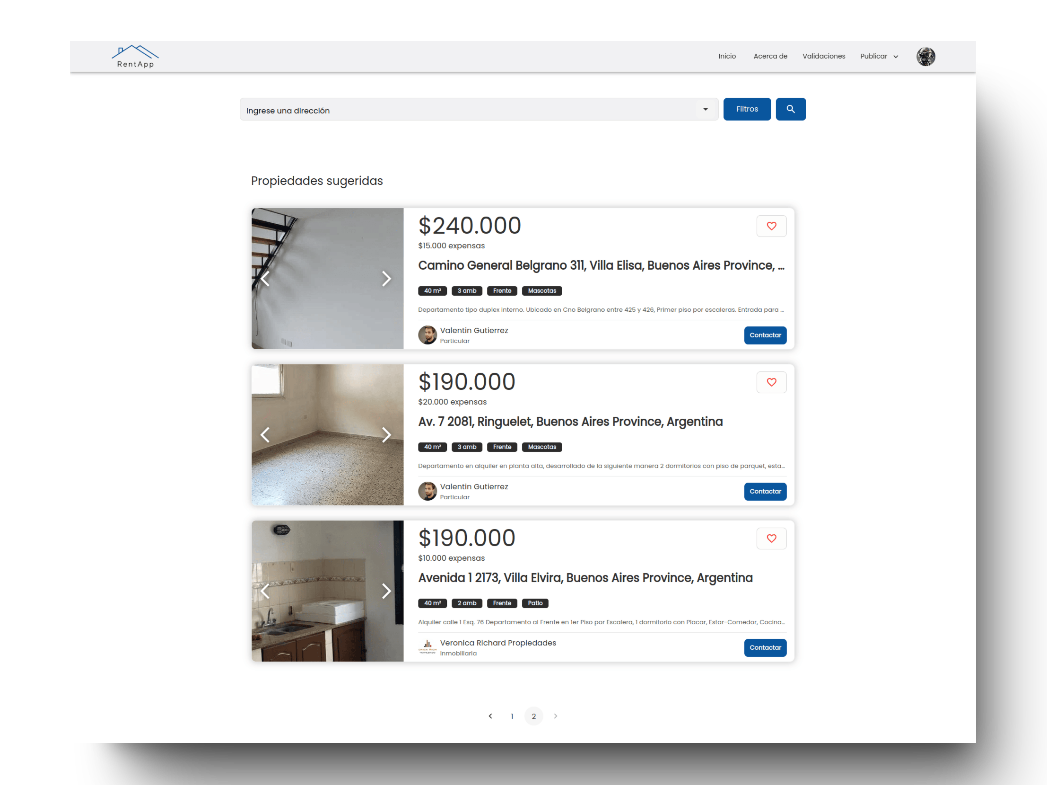 RentApp
Inicio Acerca de Validaciones Publicar
Ingrese una dirección Filtros
Propiedades sugeridas
$240.000
$15.000 expensas
Camino General Belgrano 311, Villa Elisa, Buenos Aires Province, ...
40 m² 3 amb Frente Mascotas
Departamento tipo duplex interno. Ubicado en Cno Belgrano entre 425 y 426, Primer piso por escaleras. Entrada para ...
Valentin Gutierrez
Particular
Contactar
$190.000
$20.000 expensas
Av. 7 2081, Ringuelet, Buenos Aires Province, Argentina
40 m² 3 amb Frente Mascotas
Departamento en alquiler en planta alta, desarrollado de la siguiente manera 2 dormitorios con piso de parquet, esta...
Valentin Gutierrez
Particular
Contactar
$190.000
$10.000 expensas
Avenida 1 2173, Villa Elvira, Buenos Aires Province, Argentina
40 m² 2 amb Frente Patio
Alquiler calle 1 Esq. 76 Departamento al Frente en 1er Piso por Escalera, 1 dormitorio con Placar, Estar-Comedor, Cocina...
Veronica Richard Propiedades
Inmobiliaria
Contactar
1 2